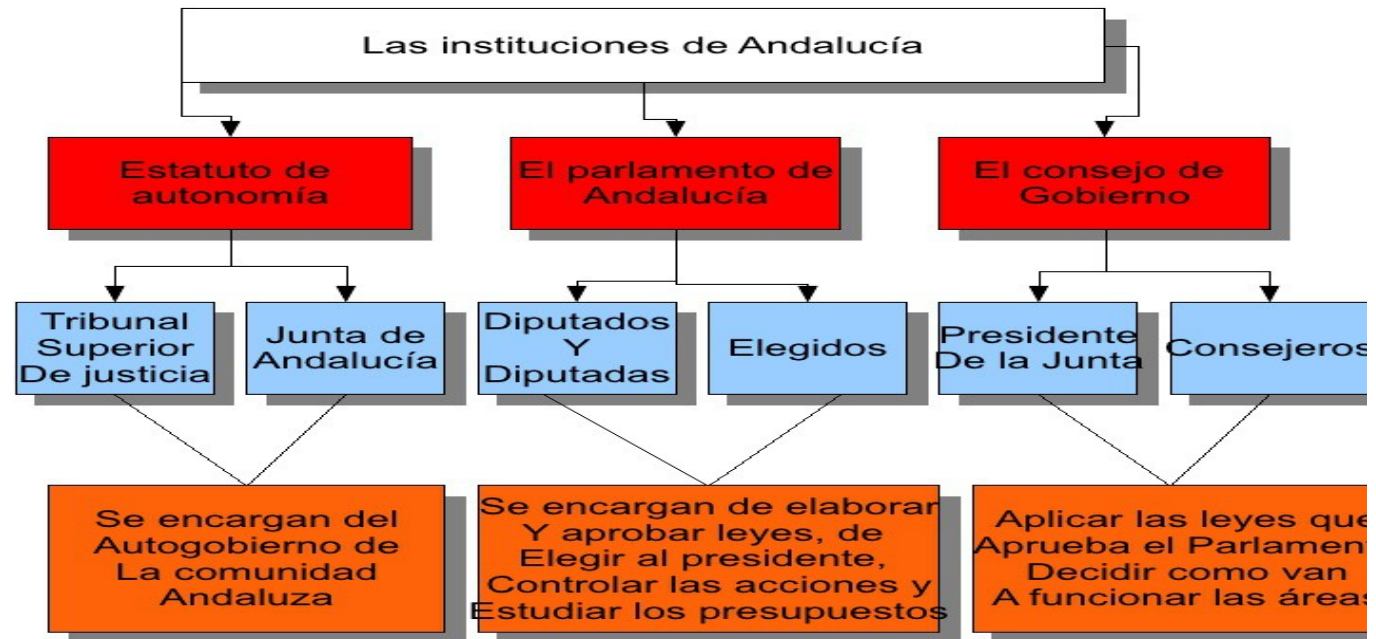 Las instituciones de Andalucía
Estatuto de
autonomía
El parlamento de
Andalucía
El consejo de
Gobierno
Tribunal
Superior
De justicia
Junta de
Andalucía
Diputados
Y
Diputadas
Elegidos
Presidente
De la Junta
Consejeros
Se encargan del
Autogobierno de
La comunidad
Andaluza
Se encargan de elaborar
Y aprobar leyes, de
Elegir al presidente,
Controlar las acciones y
Estudiar los presupuestos
Aplicar las leyes que
Aprueba el Parlament
Decidir como van
A funcionar las áreas